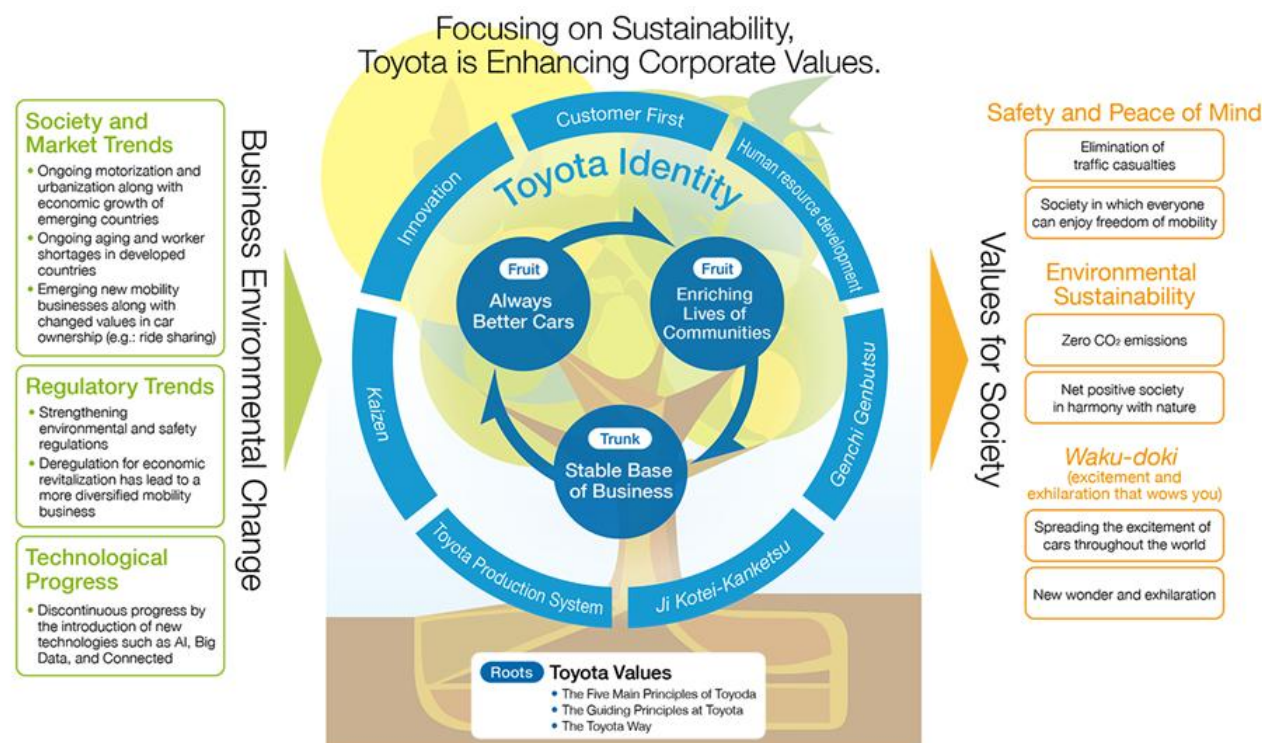 Focusing on Sustainability,
Toyota is Enhancing Corporate Values.
Society and
Market Trends
• Ongoing motorization and
urbanization along with
economic growth of
emerging countries
• Ongoing aging and worker
shortages in developed
countries
• Emerging new mobility
businesses along with
changed values in car
ownership (e.g.: ride sharing)
Regulatory Trends
• Strengthening
environmental and safety
regulations
• Deregulation for economic
revitalization has lead to a
more diversified mobility
business
Technological
Progress
• Discontinuous progress by
the introduction of new
technologies such as AI, Big
Data, and Connected
Business Environmental Change
Customer First
Human resource development
Genchi Genbutsu
Ji Kotei-Kanketsu
Toyota Production System
Kaizen
Innovation
Toyota Identity
Fruit
Always
Better Cars
Fruit
Enriching
Lives of
Communities
Trunk
Stable Base
of Business
Roots
Toyota Values
• The Five Main Principles of Toyoda
• The Guiding Principles at Toyota
• The Toyota Way
Values for Society
Safety and Peace of Mind
Elimination of
traffic casualties
Society in which everyone
can enjoy freedom of mobility
Environmental
Sustainability
Zero CO₂ emissions
Net positive society
in harmony with nature
Waku-doki
(excitement and
exhilaration that wows you)
Spreading the excitement of
cars throughout the world
New wonder and exhilaration